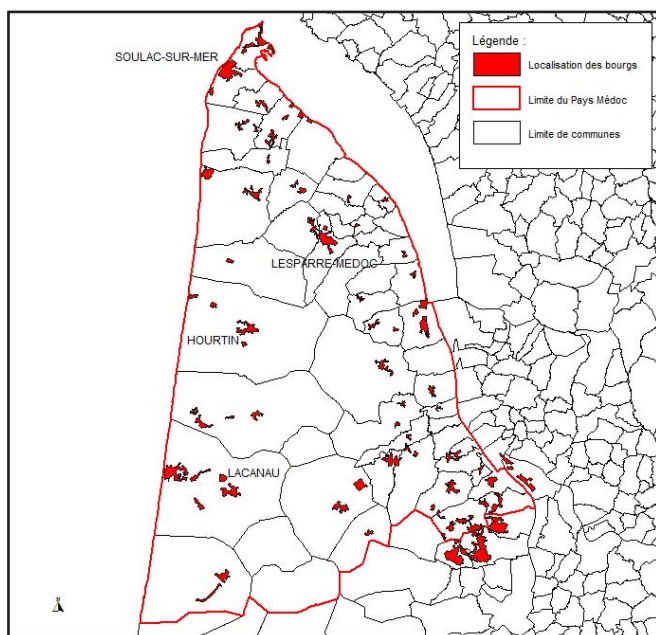 Légende :
Localisation des bourgs
Limite du Pays Médoc
Limite de communes
SOULAC-SUR-MER
LESPARRE-MEDOC
HOURTIN
LACANAU
N